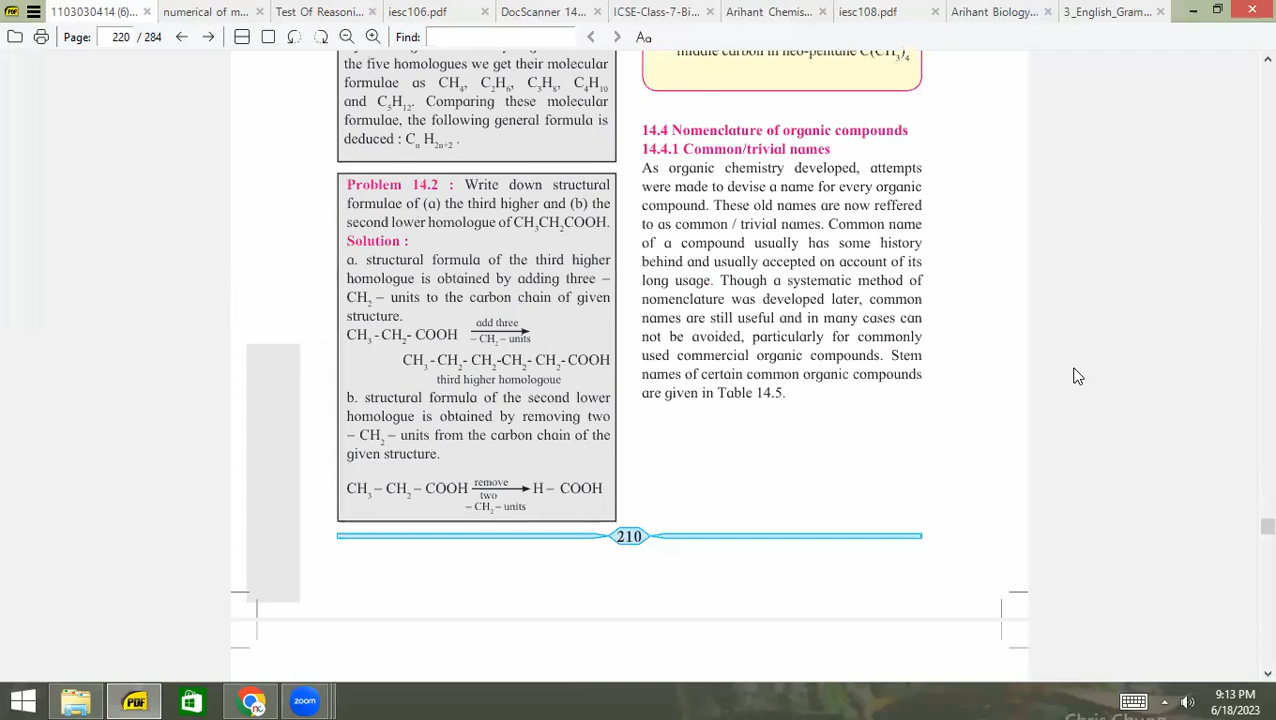 1103030414 (6)... ×
numerical of m... ×
Test Of Reasoni... ×
iesc106.pdf ×
DocScanner 14... ×
ICSE-Class-7-Bi... ×
Arihant Chemis... ×
iesc108.pdf ×
Arihant Biology... ×
3_English_Gram... ×
Page: 220 / 284
Find:
Aa
the five homologues we get their molecular
formulae as CH₄, C₂H₆, C₃H₈, C₄H₁₀
and C₅H₁₂. Comparing these molecular
formulae, the following general formula is
deduced : Cₙ H₂ₙ₊₂ .
Problem 14.2 : Write down structural
formulae of (a) the third higher and (b) the
second lower homologue of CH₃CH₂COOH.
Solution :
a. structural formula of the third higher
homologue is obtained by adding three –
CH₂ – units to the carbon chain of given
structure.
CH₃ - CH₂- COOH add three – CH₂ – units
CH₃ - CH₂- CH₂-CH₂- CH₂-COOH
third higher homologoue
b. structural formula of the second lower
homologue is obtained by removing two
– CH₂ – units from the carbon chain of the
given structure.
CH₃ – CH₂ – COOH remove two – CH₂ – units H – COOH
middle carbon in neo-pentane C(CH₃)₄
14.4 Nomenclature of organic compounds
14.4.1 Common/trivial names
As organic chemistry developed, attempts
were made to devise a name for every organic
compound. These old names are now reffered
to as common / trivial names. Common name
of a compound usually has some history
behind and usually accepted on account of its
long usage. Though a systematic method of
nomenclature was developed later, common
names are still useful and in many cases can
not be avoided, particularly for commonly
used commercial organic compounds. Stem
names of certain common organic compounds
are given in Table 14.5.
210
PDF
nc
zoom
9:13 PM
6/18/2023
Chris Chung